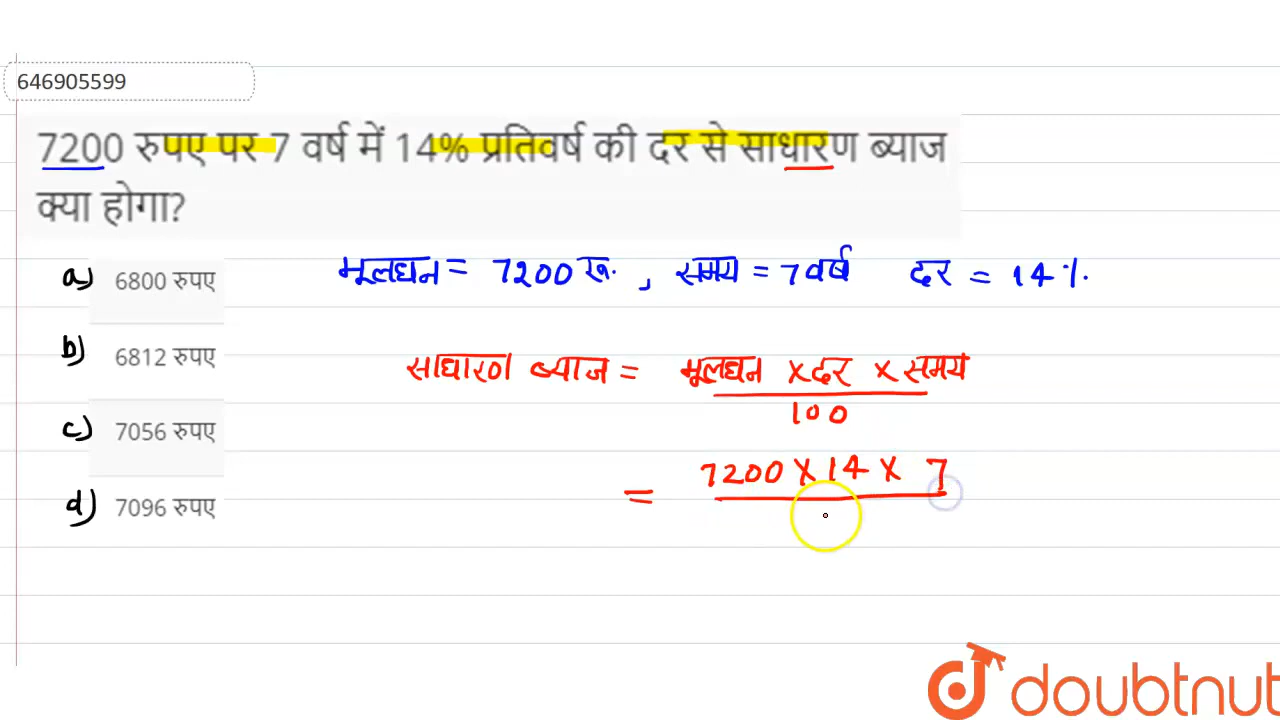 646905599
7200 रुपए पर 7 वर्ष में 14% प्रतिवर्ष की दर से साधारण ब्याज
क्या होगा?
a) 6800 रुपए
मूलधन = 7200 रू. , समय = 7 वर्ष दर = 14 %.
b) 6812 रुपए
साधारण ब्याज = मूलधन x दर x समय
100
c) 7056 रुपए
= 7200 x 14 x 7
d) 7096 रुपए
doubtnut